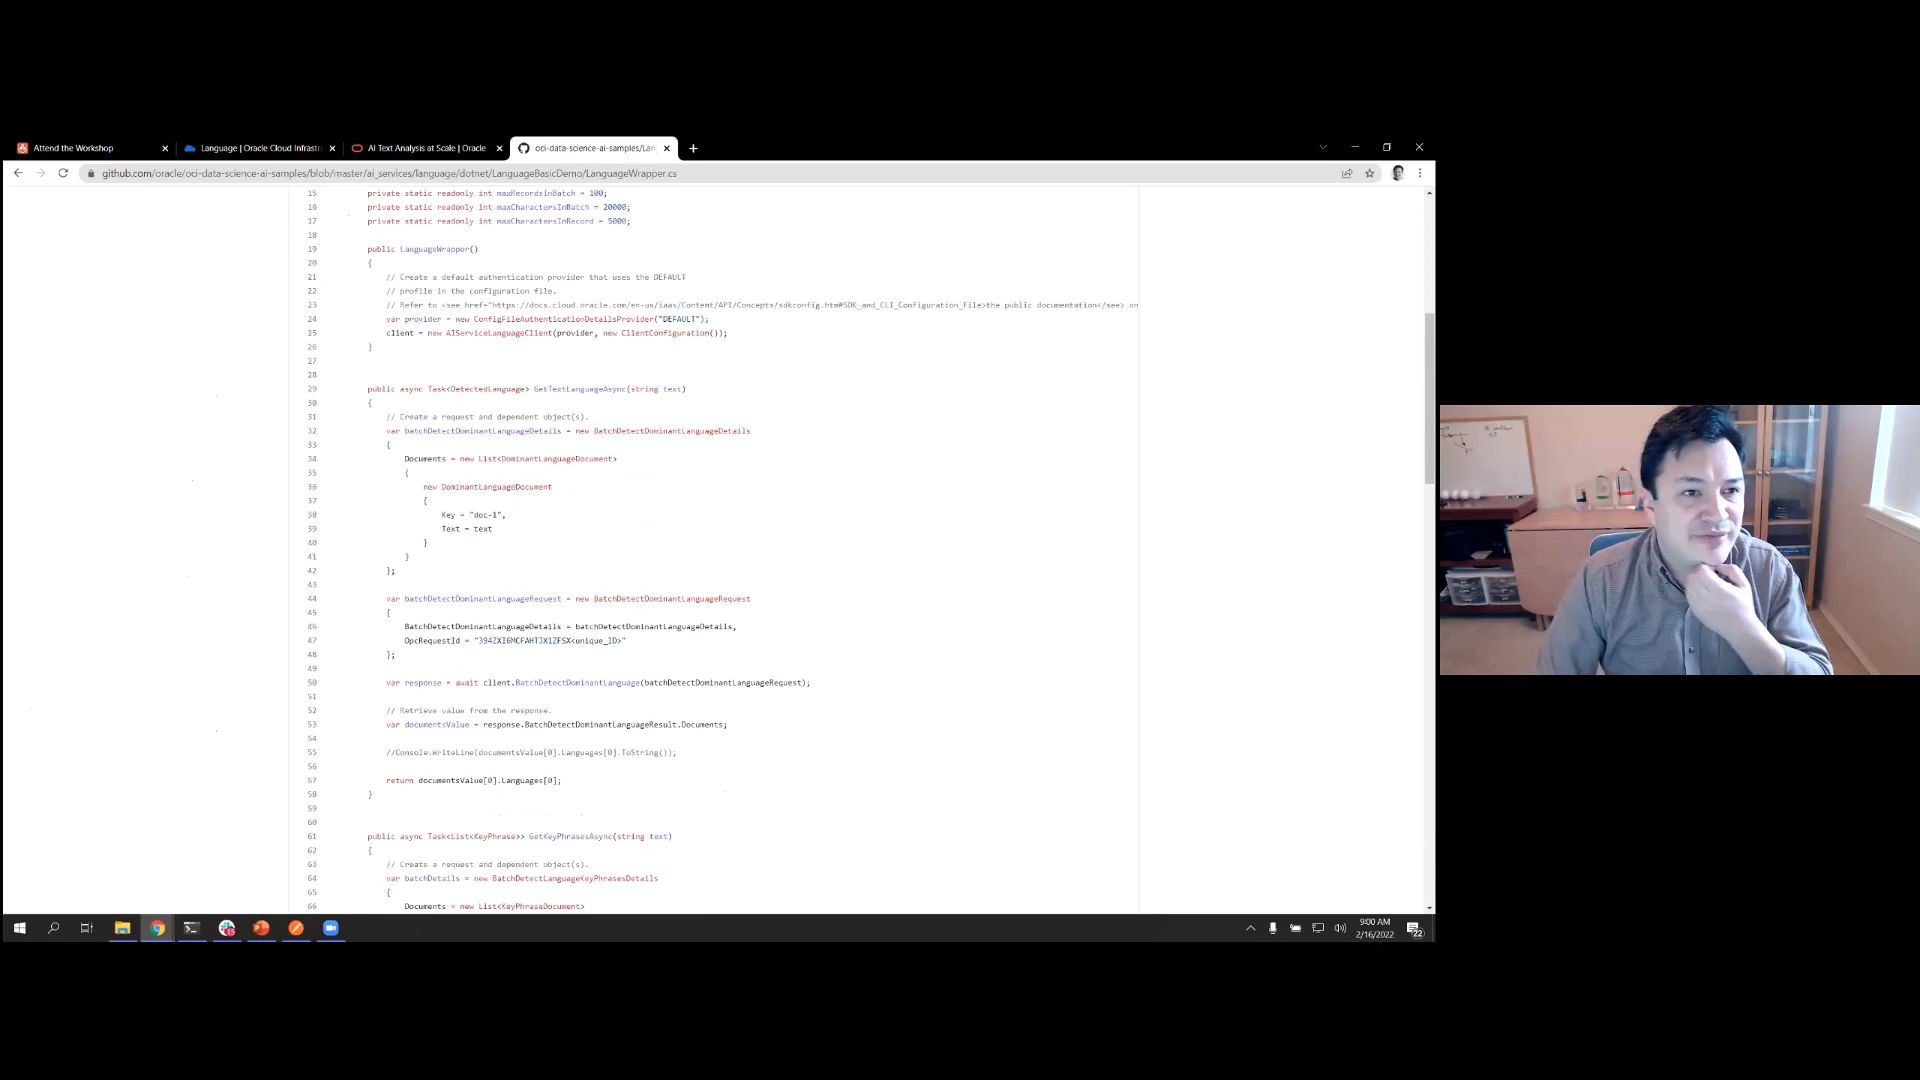 Attend the Workshop
Language | Oracle Cloud Infrastr
AI Text Analysis at Scale | Oracle
oci-data-science-ai-samples/Lan
github.com/oracle/oci-data-science-ai-samples/blob/master/ai_services/language/dotnet/LanguageBasicDemo/LanguageWrapper.cs
15 private static readonly int maxRecordsInBatch = 100;
16 private static readonly int maxCharactersInBatch = 20000;
17 private static readonly int maxCharactersInRecord = 5000;
18
19 public LanguageWrapper()
20 {
21 // Create a default authentication provider that uses the DEFAULT
22 // profile in the configuration file.
23 // Refer to <see href="https://docs.cloud.oracle.com/en-us/iaas/Content/API/Concepts/sdkconfig.htm#SDK_and_CLI_Configuration_File>the public documentation</see> on
24 var provider = new ConfigFileAuthenticationDetailsProvider("DEFAULT");
25 client = new AIServiceLanguageClient(provider, new ClientConfiguration());
26 }
27
28
29 public async Task<DetectedLanguage> GetTextLanguageAsync(string text)
30 {
31 // Create a request and dependent object(s).
32 var batchDetectDominantLanguageDetails = new BatchDetectDominantLanguageDetails
33 {
34 Documents = new List<DominantLanguageDocument>
35 {
36 new DominantLanguageDocument
37 {
38 Key = "doc-1",
39 Text = text
40 }
41 }
42 };
43
44 var batchDetectDominantLanguageRequest = new BatchDetectDominantLanguageRequest
45 {
46 BatchDetectDominantLanguageDetails = batchDetectDominantLanguageDetails,
47 OpcRequestId = "394ZXI6MCFAHTJX1ZFSX<unique_ID>"
48 };
49
50 var response = await client.BatchDetectDominantLanguage(batchDetectDominantLanguageRequest);
51
52 // Retrieve value from the response.
53 var documentsValue = response.BatchDetectDominantLanguageResult.Documents;
54
55 //Console.WriteLine(documentsValue[0].Languages[0].ToString());
56
57 return documentsValue[0].Languages[0];
58 }
59
60
61 public async Task<List<KeyPhrase>> GetKeyPhrasesAsync(string text)
62 {
63 // Create a request and dependent object(s).
64 var batchDetails = new BatchDetectLanguageKeyPhrasesDetails
65 {
66 Documents = new List<KeyPhraseDocument>
9:00 AM
2/16/2022
22